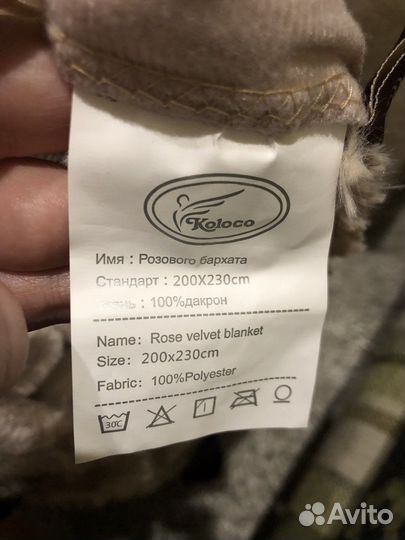 Koloco
Имя : Розового бархата
Стандарт : 200X230cm
Ткань : 100%дакрон
Name: Rose velvet blanket
Size: 200x230cm
Fabric: 100%Polyester
30C
Avito